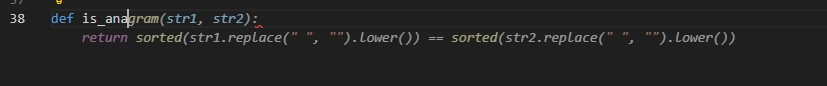 38 def is_anagram(str1, str2):
return sorted(str1.replace(" ", "").lower()) == sorted(str2.replace(" ", "").lower())